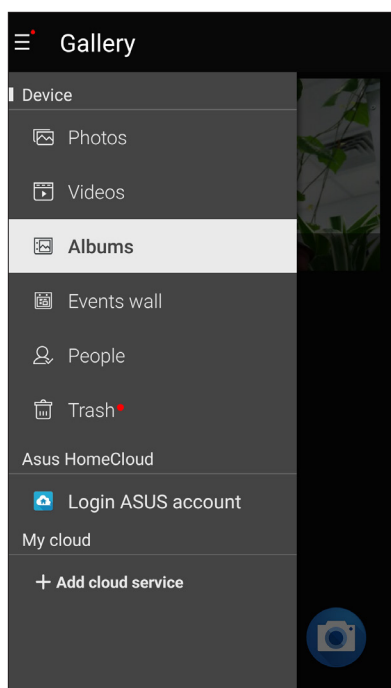 Gallery
Device
Photos
Videos
Albums
Events wall
People
Trash
Asus HomeCloud
Login ASUS account
My cloud
+ Add cloud service